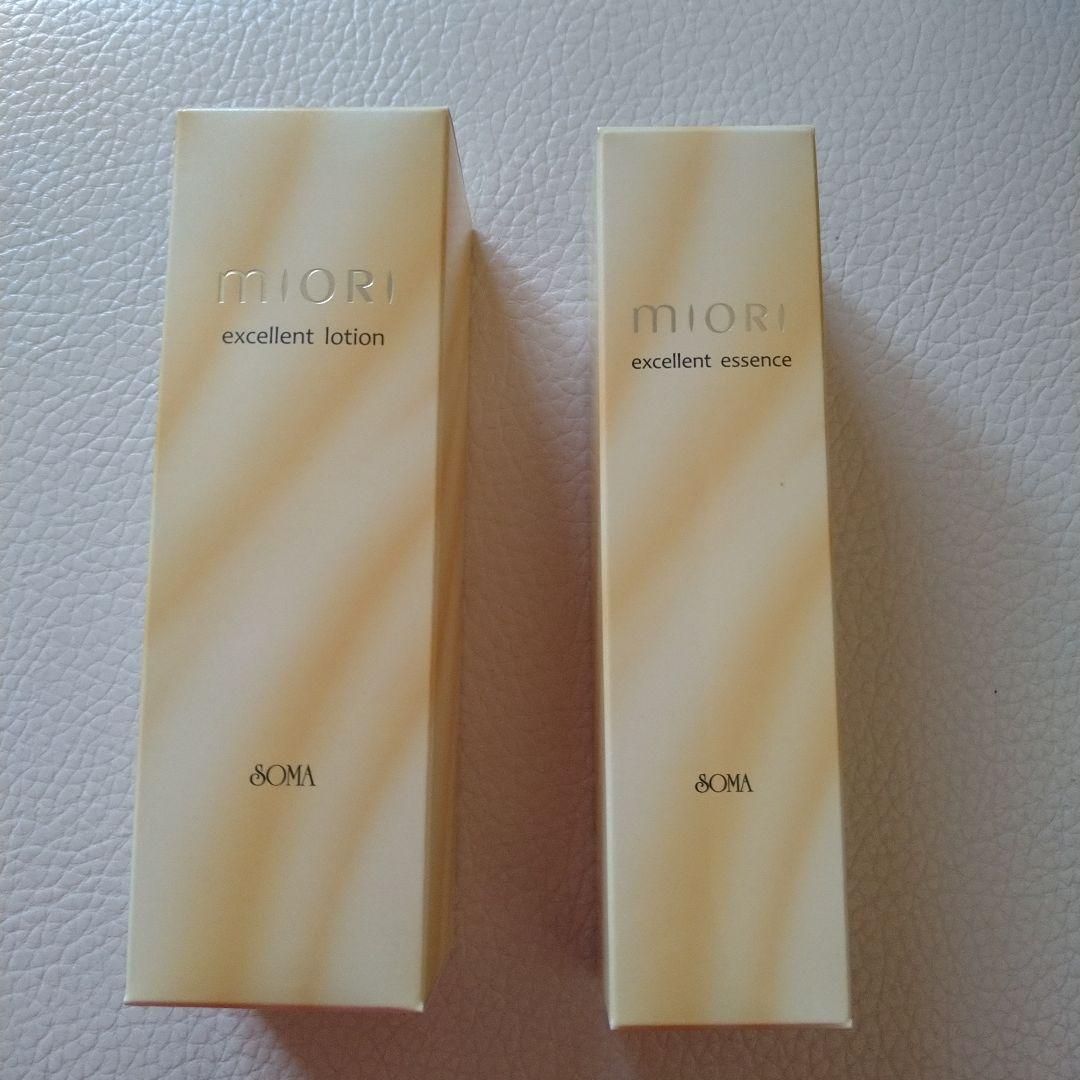 MIORI
excellent lotion
SOMA
MIORI
excellent essence
SOMA